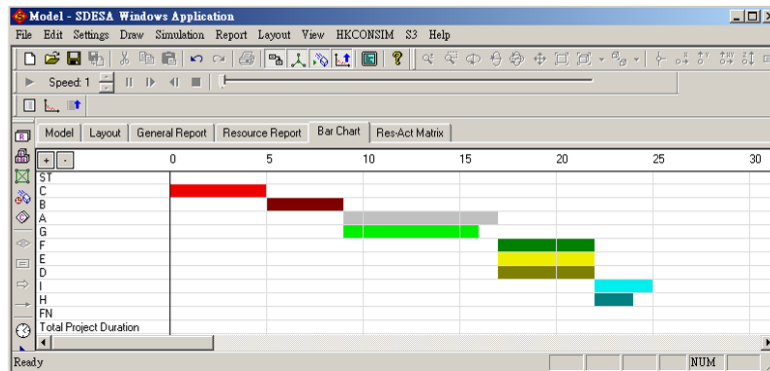 Model - SDESA Windows Application
File Edit Settings Draw Simulation Report Layout View HKCONSIM S3 Help
Speed: 1
Model Layout General Report Resource Report Bar Chart Res-Act Matrix
+ - 0 5 10 15 20 25 30
ST
C
B
A
G
F
E
D
I
H
FN
Total Project Duration
Ready NUM